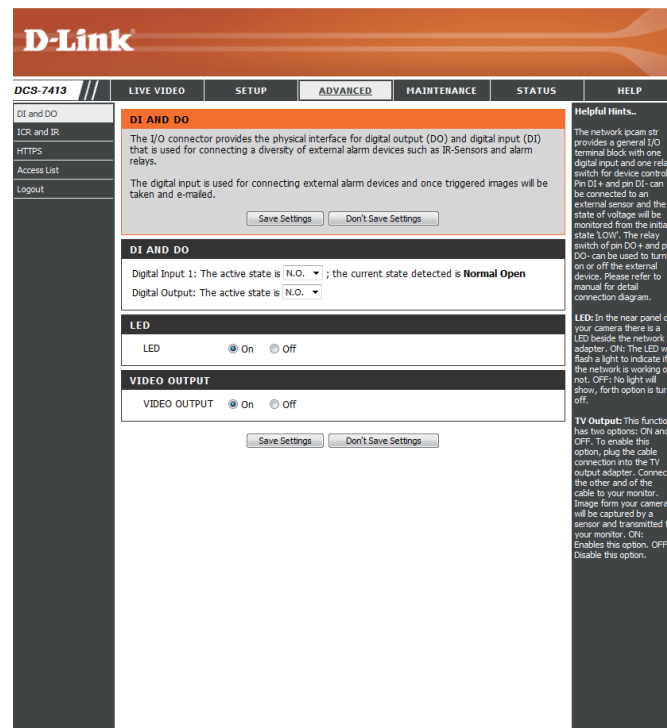 D-Link
DCS-7413
LIVE VIDEO
SETUP
ADVANCED
MAINTENANCE
STATUS
HELP
DI and DO
ICR and IR
HTTPS
Access List
Logout
DI AND DO
The I/O connector provides the physical interface for digital output (DO) and digital input (DI)
that is used for connecting a diversity of external alarm devices such as IR-Sensors and alarm
relays.
The digital input is used for connecting external alarm devices and once triggered images will be
taken and e-mailed.
Save Settings
Don't Save Settings
DI AND DO
Digital Input 1: The active state is N.O. ; the current state detected is Normal Open
Digital Output: The active state is N.O.
LED
LED On Off
VIDEO OUTPUT
VIDEO OUTPUT On Off
Save Settings
Don't Save Settings
Helpful Hints..
The network ipcam str
provides a general I/O
terminal block with one
digital input and one rela
switch for device control
Pin DI+ and pin DI- can
be connected to an
external sensor and the
state of voltage will be
monitored from the initia
state 'LOW'. The relay
switch of pin DO+ and p
DO- can be used to turn
on or off the external
device. Please refer to
manual for detail
connection diagram.
LED: In the near panel o
your camera there is a
LED beside the network
adapter. ON: The LED w
flash a light to indicate if
the network is working o
not. OFF: No light will
show, forth option is tur
off.
TV Output: This functio
has two options: ON and
OFF. To enable this
option, plug the cable
connection into the TV
output adapter. Connec
the other and of the
cable to your monitor.
Image form your camera
will be captured by a
sensor and transmitted t
your monitor. ON:
Enables this option. OFF
Disable this option.